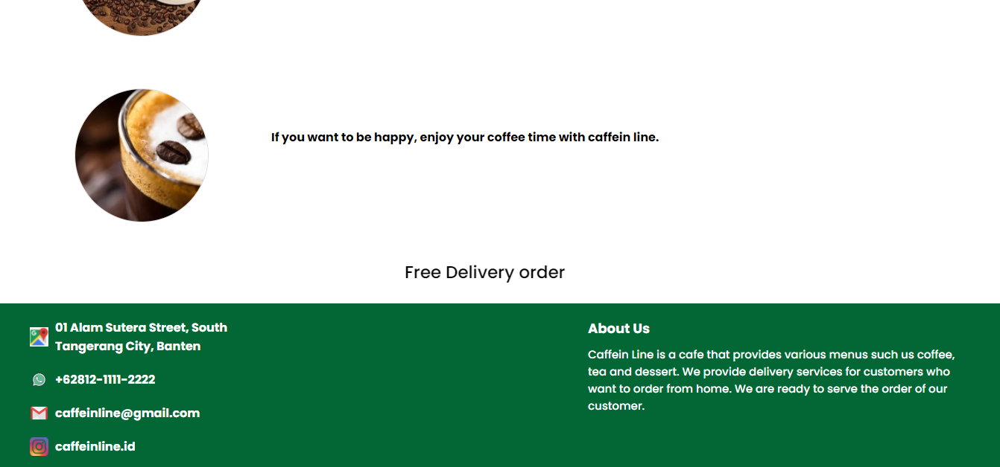 If you want to be happy, enjoy your coffee time with caffein line.
Free Delivery order
01 Alam Sutera Street, South
Tangerang City, Banten
+62812-1111-2222
caffeinline@gmail.com
caffeinline.id
About Us
Caffein Line is a cafe that provides various menus such us coffee,
tea and dessert. We provide delivery services for customers who
want to order from home. We are ready to serve the order of our
customer.